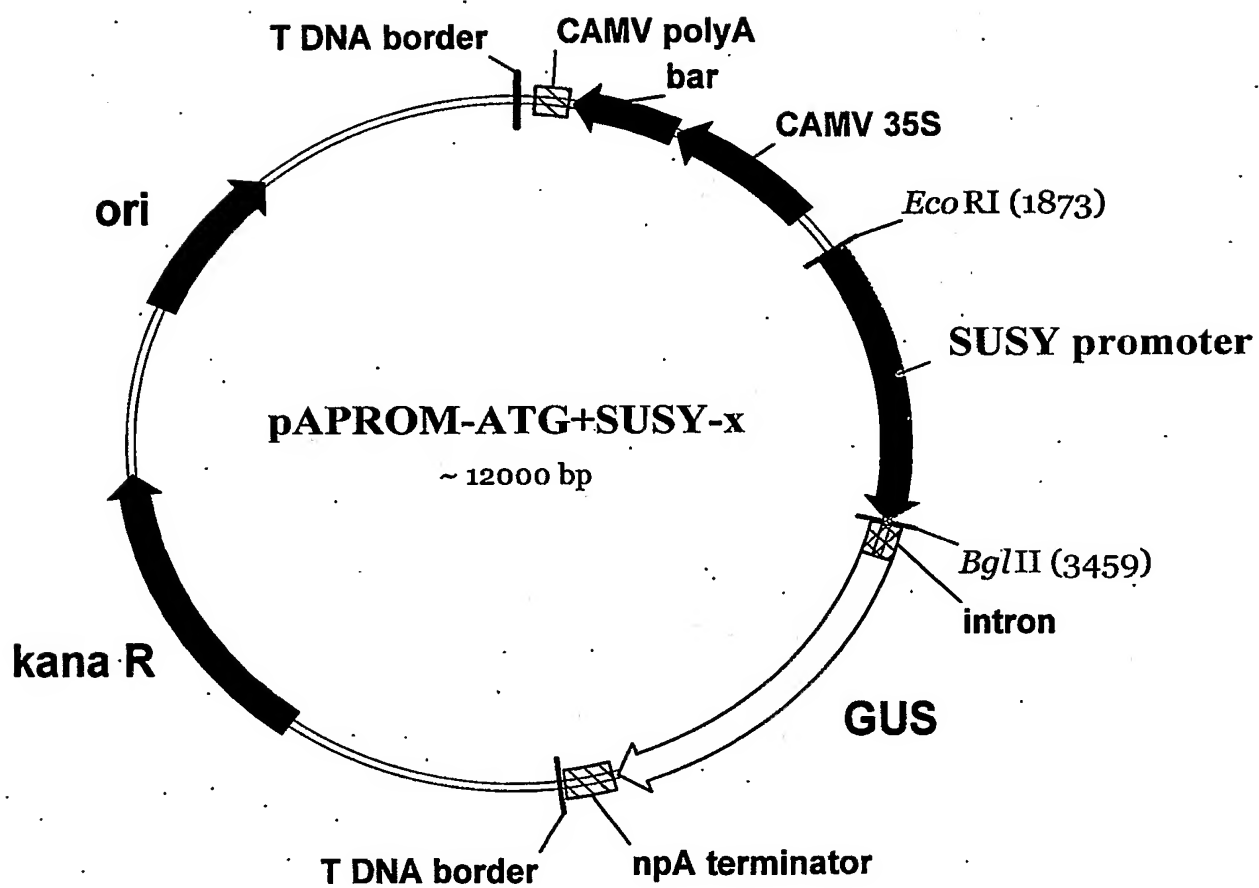 T DNA border
CAMV polyA
bar
CAMV 35S
EcoRI (1873)
ori
SUSY promoter
pAPROM-ATG+SUSY-x
~ 12000 bp
BglII (3459)
intron
kana R
GUS
T DNA border
npA terminator